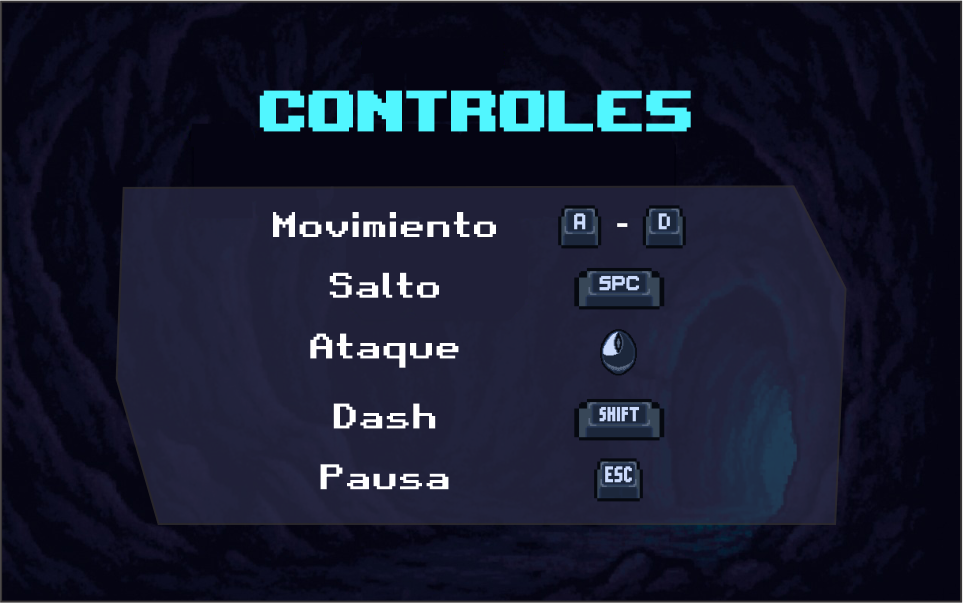 CONTROLES
Movimiento A - D
Salto SPC
Ataque
Dash SHIFT
Pausa ESC